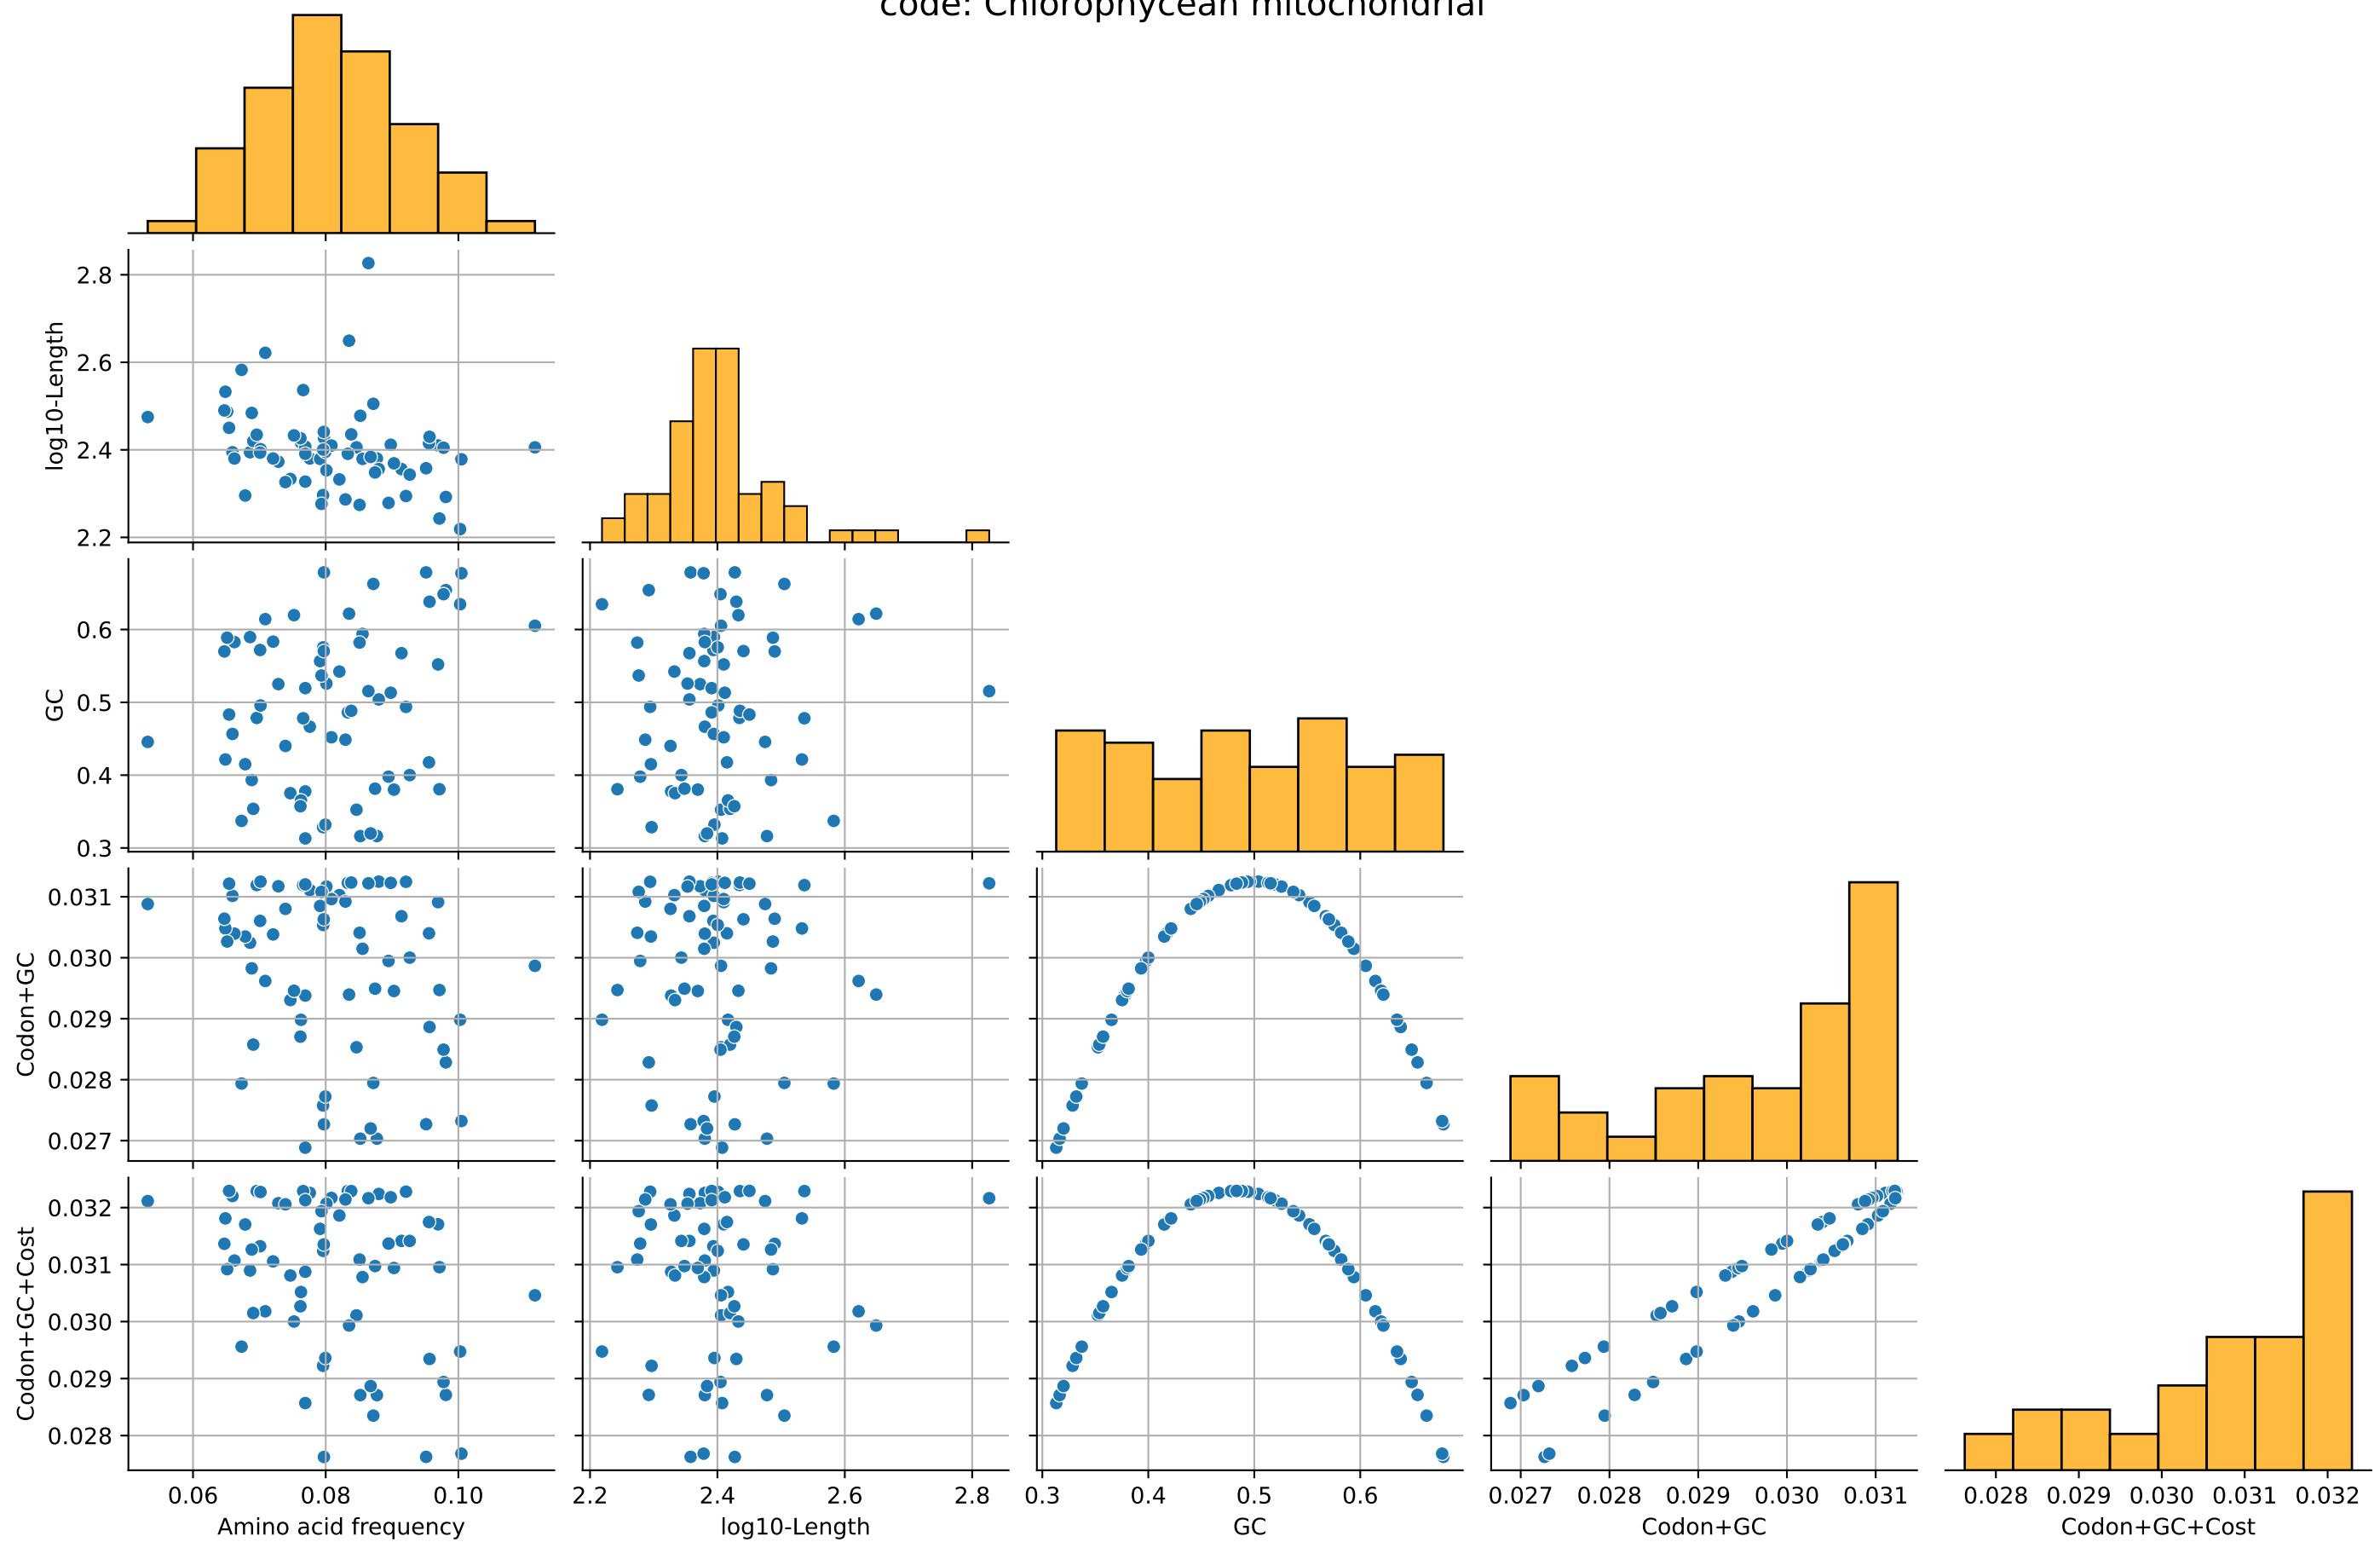 code: Chlorophycean mitochondrial
2.8
2.6
2.4
2.2
log10-Length
0.6
0.5
0.4
0.3
GC
0.031
0.030
0.029
0.028
0.027
Codon+GC
0.032
0.031
0.030
0.029
0.028
Codon+GC+Cost
0.06 0.08 0.10
Amino acid frequency
2.2 2.4 2.6 2.8
log10-Length
0.3 0.4 0.5 0.6
GC
0.027 0.028 0.029 0.030 0.031
Codon+GC
0.028 0.029 0.030 0.031 0.032
Codon+GC+Cost